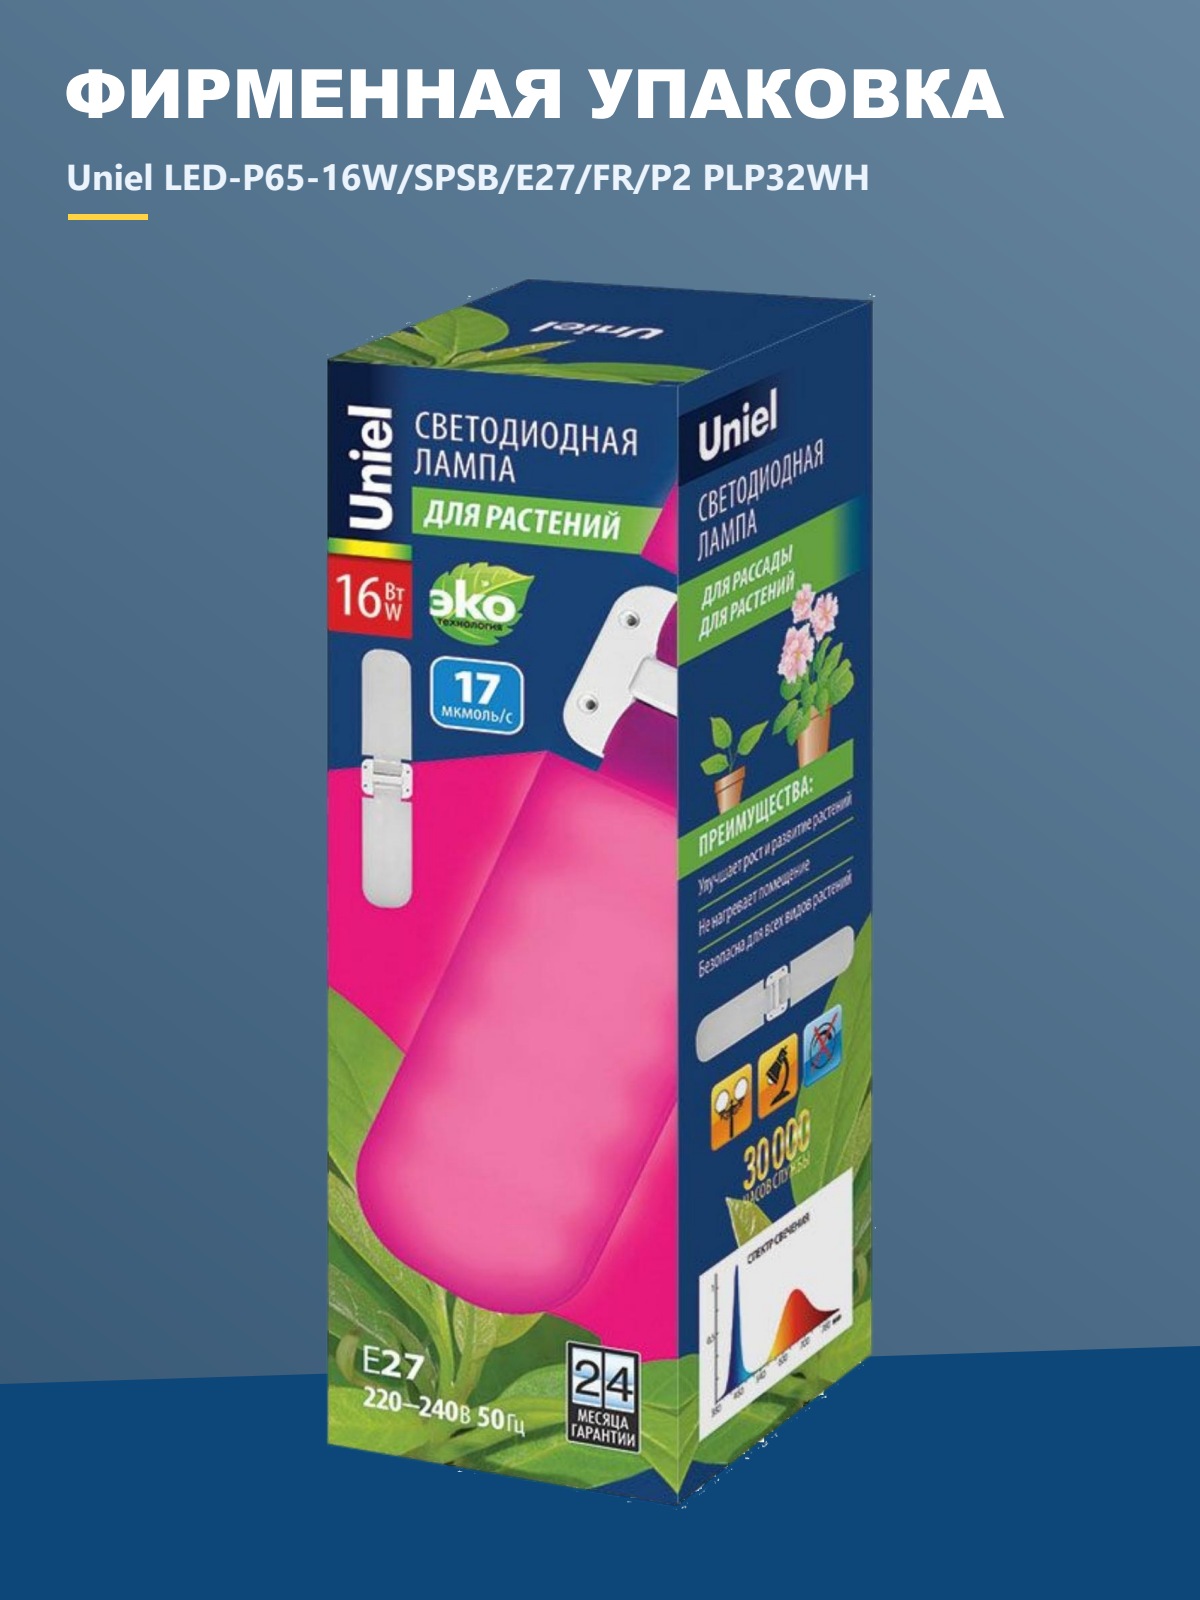 ФИРМЕННАЯ УПАКОВКА
Uniel LED-P65-16W/SPSB/E27/FR/P2 PLP32WH
Uniel
Uniel
СВЕТОДИОДНАЯ
ЛАМПА
ДЛЯ РАСТЕНИЙ
16 Вт
W
эко
технология
17
мкмоль/с
E27
220–240В 50 Гц
24
МЕСЯЦА
ГАРАНТИИ
Uniel
СВЕТОДИОДНАЯ
ЛАМПА
ДЛЯ РАССАДЫ
ДЛЯ РАСТЕНИЙ
ПРЕИМУЩЕСТВА:
Улучшает рост и развитие растений
Не нагревает помещение
Безопасна для всех видов растений
30 000
ЧАСОВ СЛУЖБЫ
СПЕКТР СВЕЧЕНИЯ